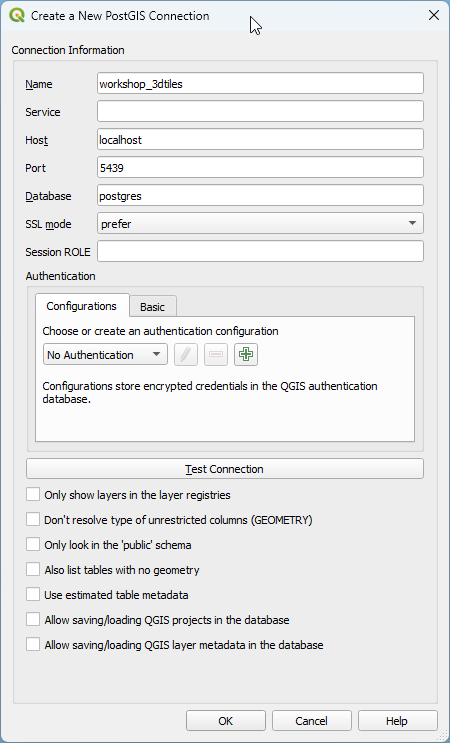 Create a New PostGIS Connection
Connection Information
Name workshop_3dtiles
Service
Host localhost
Port 5439
Database postgres
SSL mode prefer
Session ROLE
Authentication
Configurations Basic
Choose or create an authentication configuration
No Authentication
Configurations store encrypted credentials in the QGIS authentication
database.
Test Connection
Only show layers in the layer registries
Don't resolve type of unrestricted columns (GEOMETRY)
Only look in the 'public' schema
Also list tables with no geometry
Use estimated table metadata
Allow saving/loading QGIS projects in the database
Allow saving/loading QGIS layer metadata in the database
OK Cancel Help